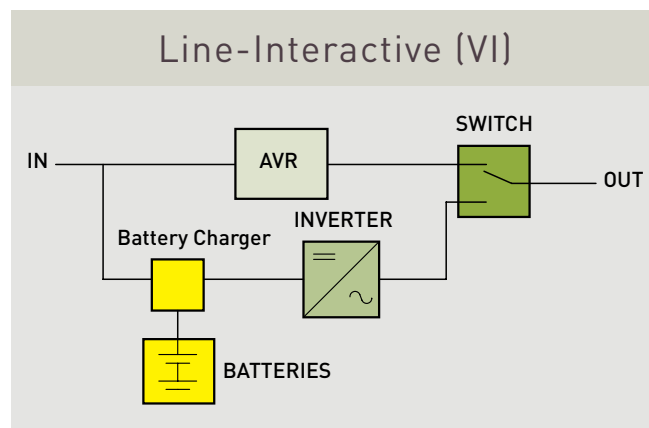 Line-Interactive (VI)
SWITCH
IN
AVR
OUT
INVERTER
Battery Charger
BATTERIES